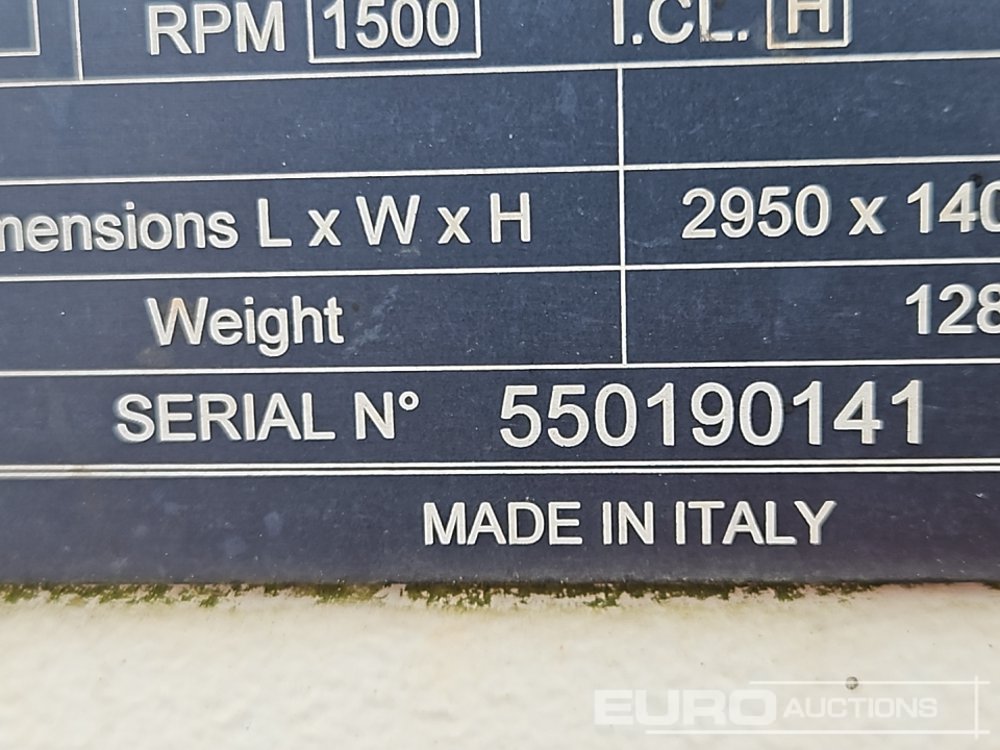 RPM 1500 I.CL. H
mensions L x W x H 2950 x 140
Weight 128
SERIAL N° 550190141
MADE IN ITALY
EURO AUCTIONS